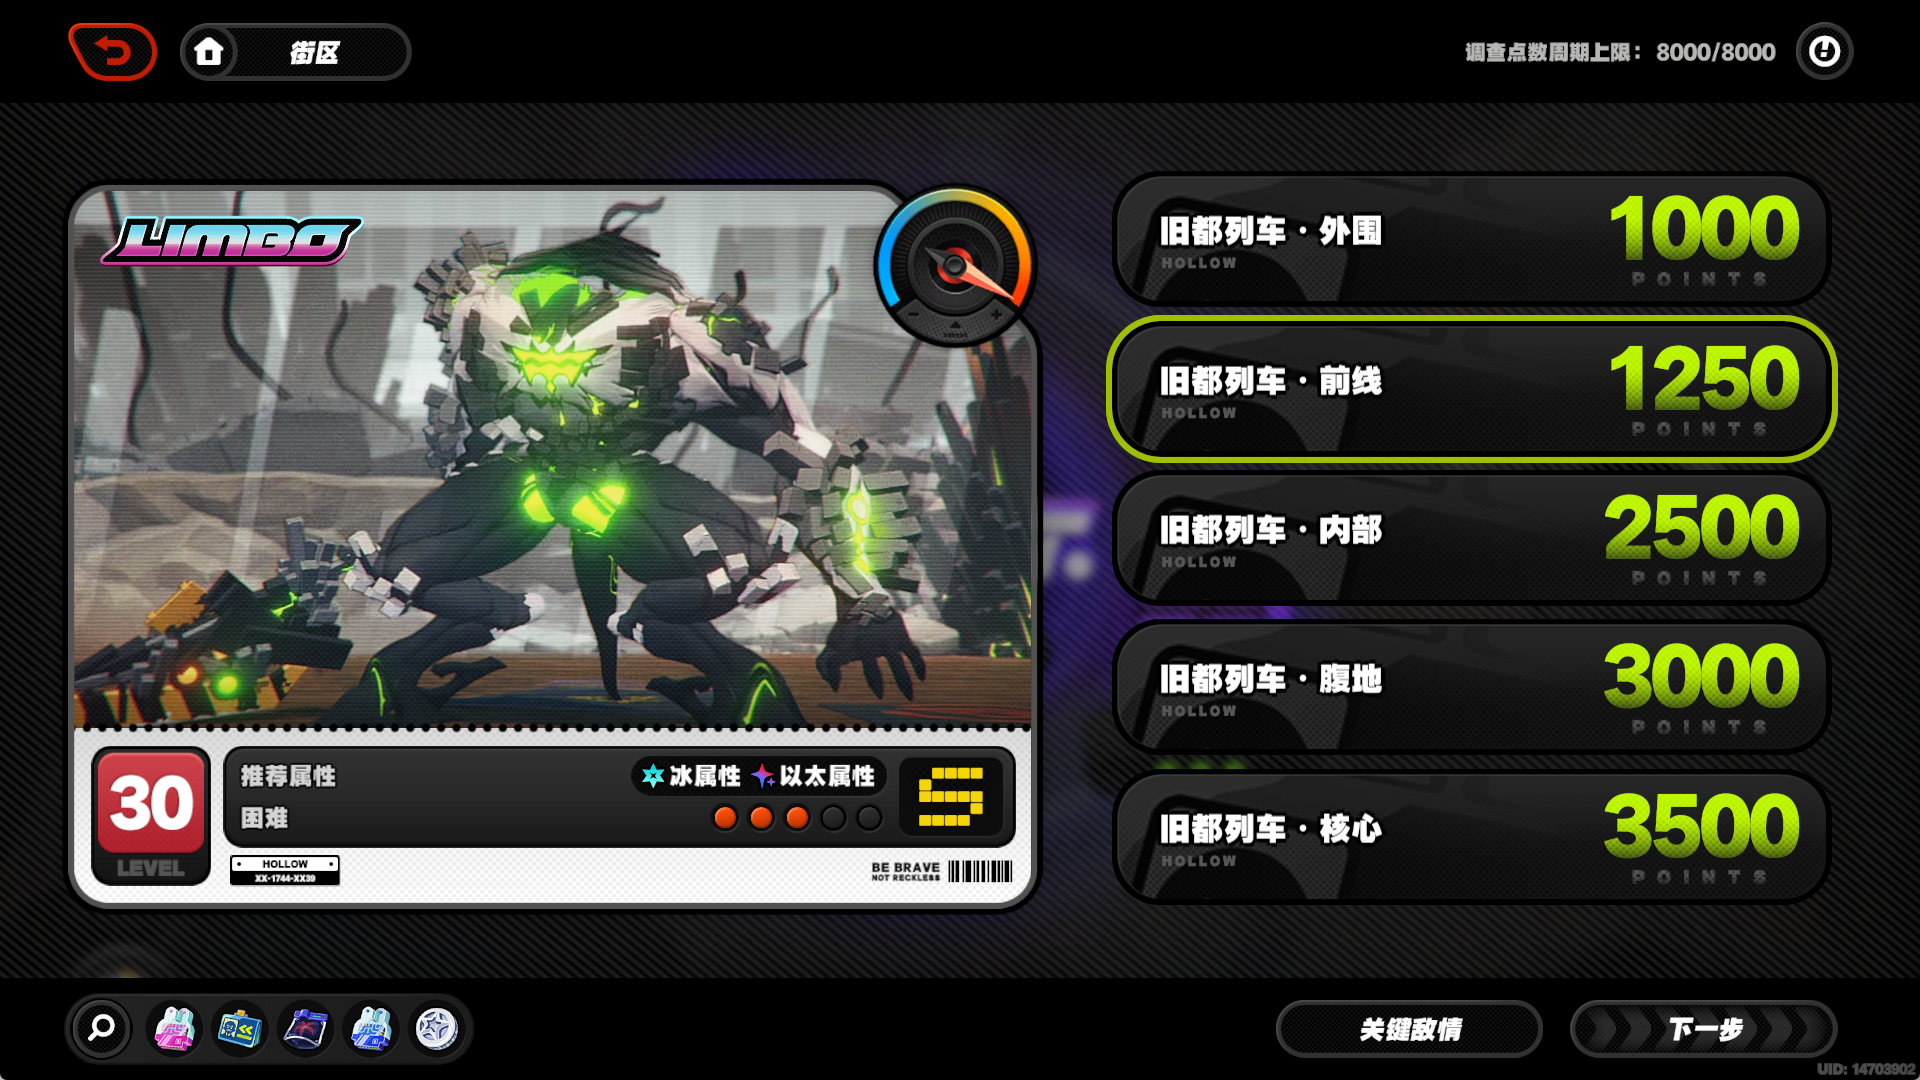 街区
调查点数周期上限: 8000/8000
LIMBO
旧都列车·外围
HOLLOW
1000
POINTS
旧都列车·前线
HOLLOW
1250
POINTS
旧都列车·内部
HOLLOW
2500
POINTS
旧都列车·腹地
HOLLOW
3000
POINTS
旧都列车·核心
HOLLOW
3500
POINTS
30
LEVEL
推荐属性
冰属性 以太属性
困难
S
HOLLOW
XX-1744-XX39
BE BRAVE
NOT RECKLESS
关键敌情
下一步
UID: 14703902